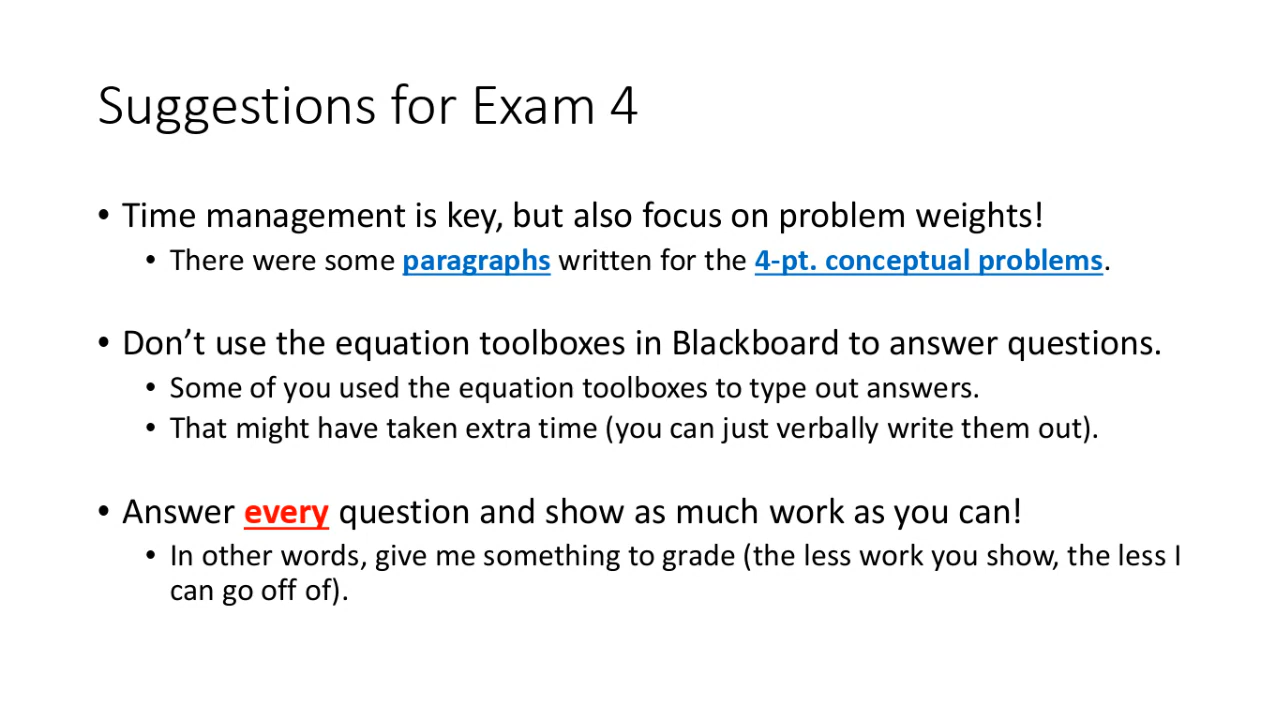 Suggestions for Exam 4
• Time management is key, but also focus on problem weights!
• There were some paragraphs written for the 4-pt. conceptual problems.
• Don’t use the equation toolboxes in Blackboard to answer questions.
• Some of you used the equation toolboxes to type out answers.
• That might have taken extra time (you can just verbally write them out).
• Answer every question and show as much work as you can!
• In other words, give me something to grade (the less work you show, the less I
can go off of).